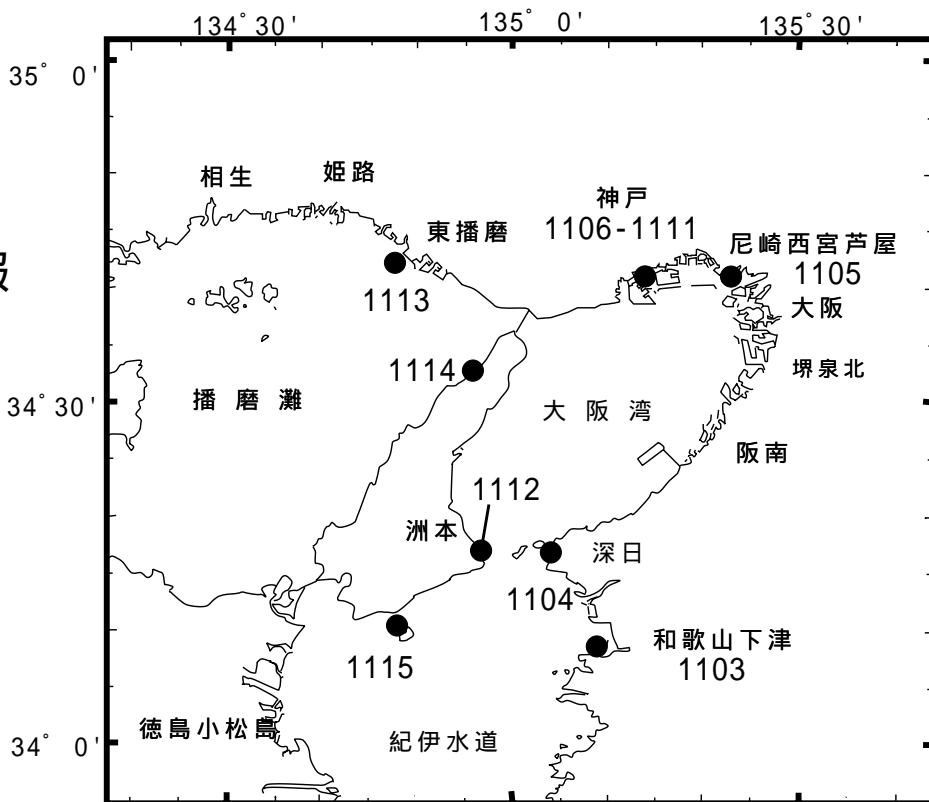 134° 30'
135° 0'
135° 30'
35° 0'
相生
姫路
神戸
1106-1111
東播磨
尼崎西宮芦屋
1105
1113
大阪
1114
堺泉北
播磨灘
34° 30'
大阪湾
阪南
1112
洲本
深日
1104
和歌山下津
1103
1115
徳島小松島
紀伊水道
34° 0'